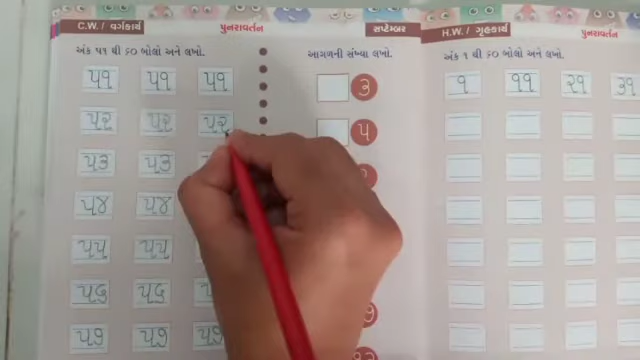 C.W./ વર્ગકાર્ય પુનરાવર્તન સપ્ટેમ્બર
H.W./ ગૃહકાર્ય પુનરાવર્તન
અંક ૫૧ થી ૬૦ બોલો અને લખો.
૫૧ ૫૧ ૫૧
૫૨ ૫૨ ૫૨
૫૩ ૫૩
૫૪ ૫૪
૫૫ ૫૫
૫૬ ૫૬
૫૭ ૫૭ ૫૭
આગળની સંખ્યા લખો.
૩
૫
અંક ૧ થી ૬૦ બોલો અને લખો.
૧ ૧૧ ૨૧ ૩૧